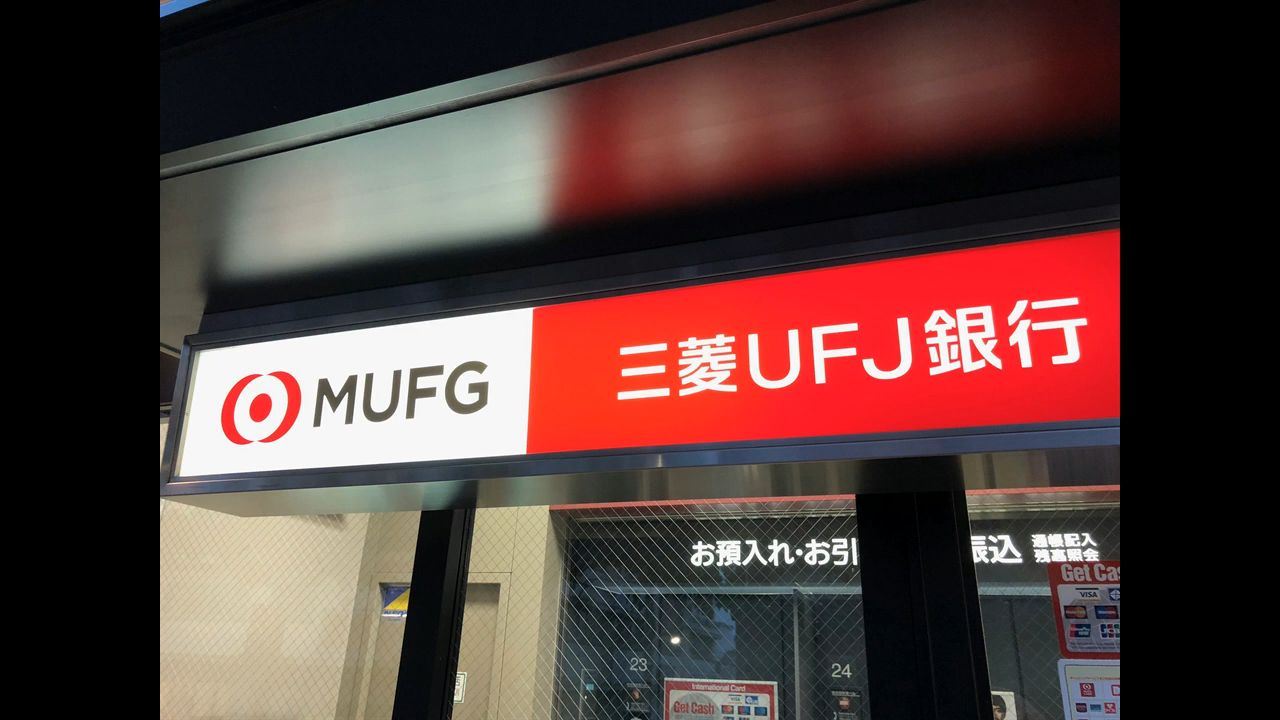 MUFG
三菱UFJ銀行
お預入れ・お引
振込
通帳記入
残高照会
Get Cas
VISA
23
24
International Card
Get Cash